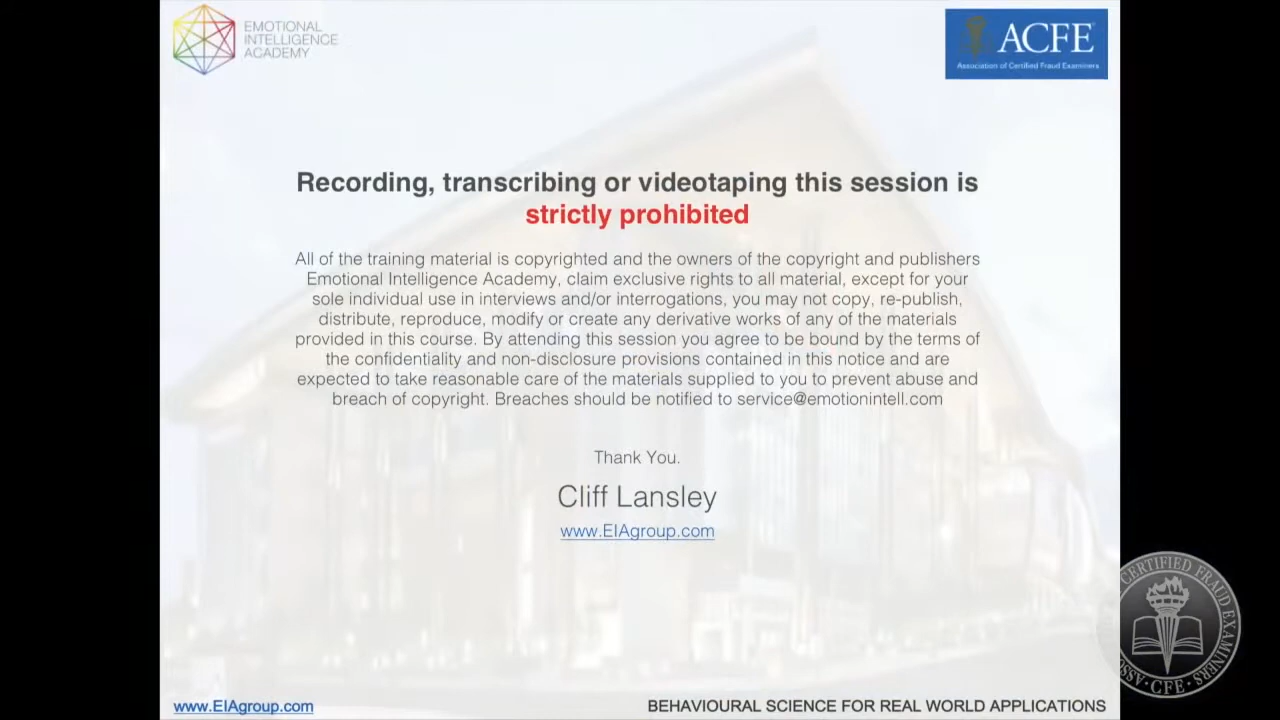 EMOTIONAL
INTELLIGENCE
ACADEMY
ACFE
Association of Certified Fraud Examiners
Recording, transcribing or videotaping this session is
strictly prohibited
All of the training material is copyrighted and the owners of the copyright and publishers
Emotional Intelligence Academy, claim exclusive rights to all material, except for your
sole individual use in interviews and/or interrogations, you may not copy, re-publish,
distribute, reproduce, modify or create any derivative works of any of the materials
provided in this course. By attending this session you agree to be bound by the terms of
the confidentiality and non-disclosure provisions contained in this notice and are
expected to take reasonable care of the materials supplied to you to prevent abuse and
breach of copyright. Breaches should be notified to service@emotionintell.com
Thank You.
Cliff Lansley
www.EIAgroup.com
CERTIFIED FRAUD EXAMINERS
ASSO
CFE
www.EIAgroup.com
BEHAVIOURAL SCIENCE FOR REAL WORLD APPLICATIONS